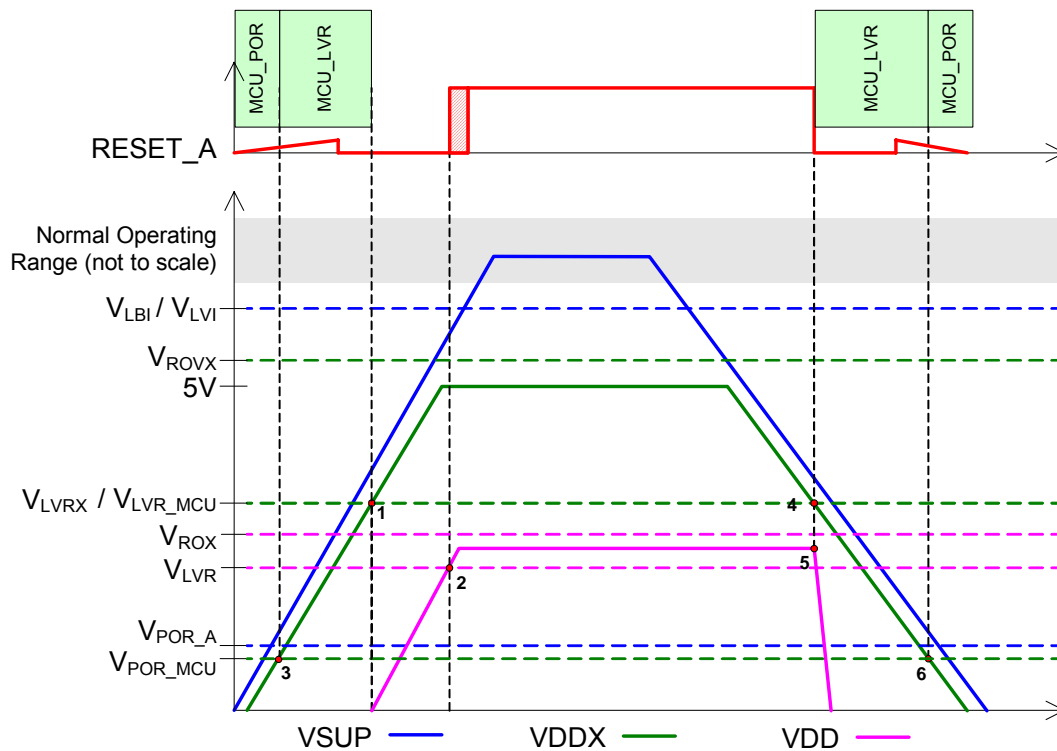 MCU_POR
MCU_LVR
MCU_LVR
MCU_POR
RESET_A
Normal Operating
Range (not to scale)
VLBI / VLVI
VROVX
5V
VLVRX / VLVR_MCU
1
4
VROX
5
VLVR
2
VPOR_A
VPOR_MCU
3
6
VSUP
VDDX
VDD